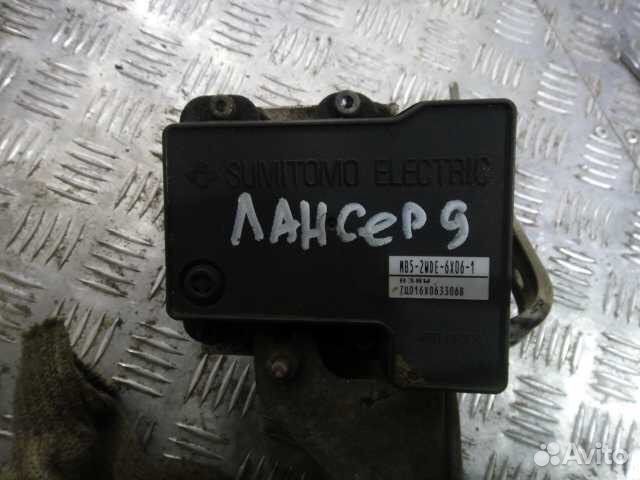 SUMITOMO ELECTRIC
ЛАНСЕР 9
MB5-2WDE-6X06-1
Avito